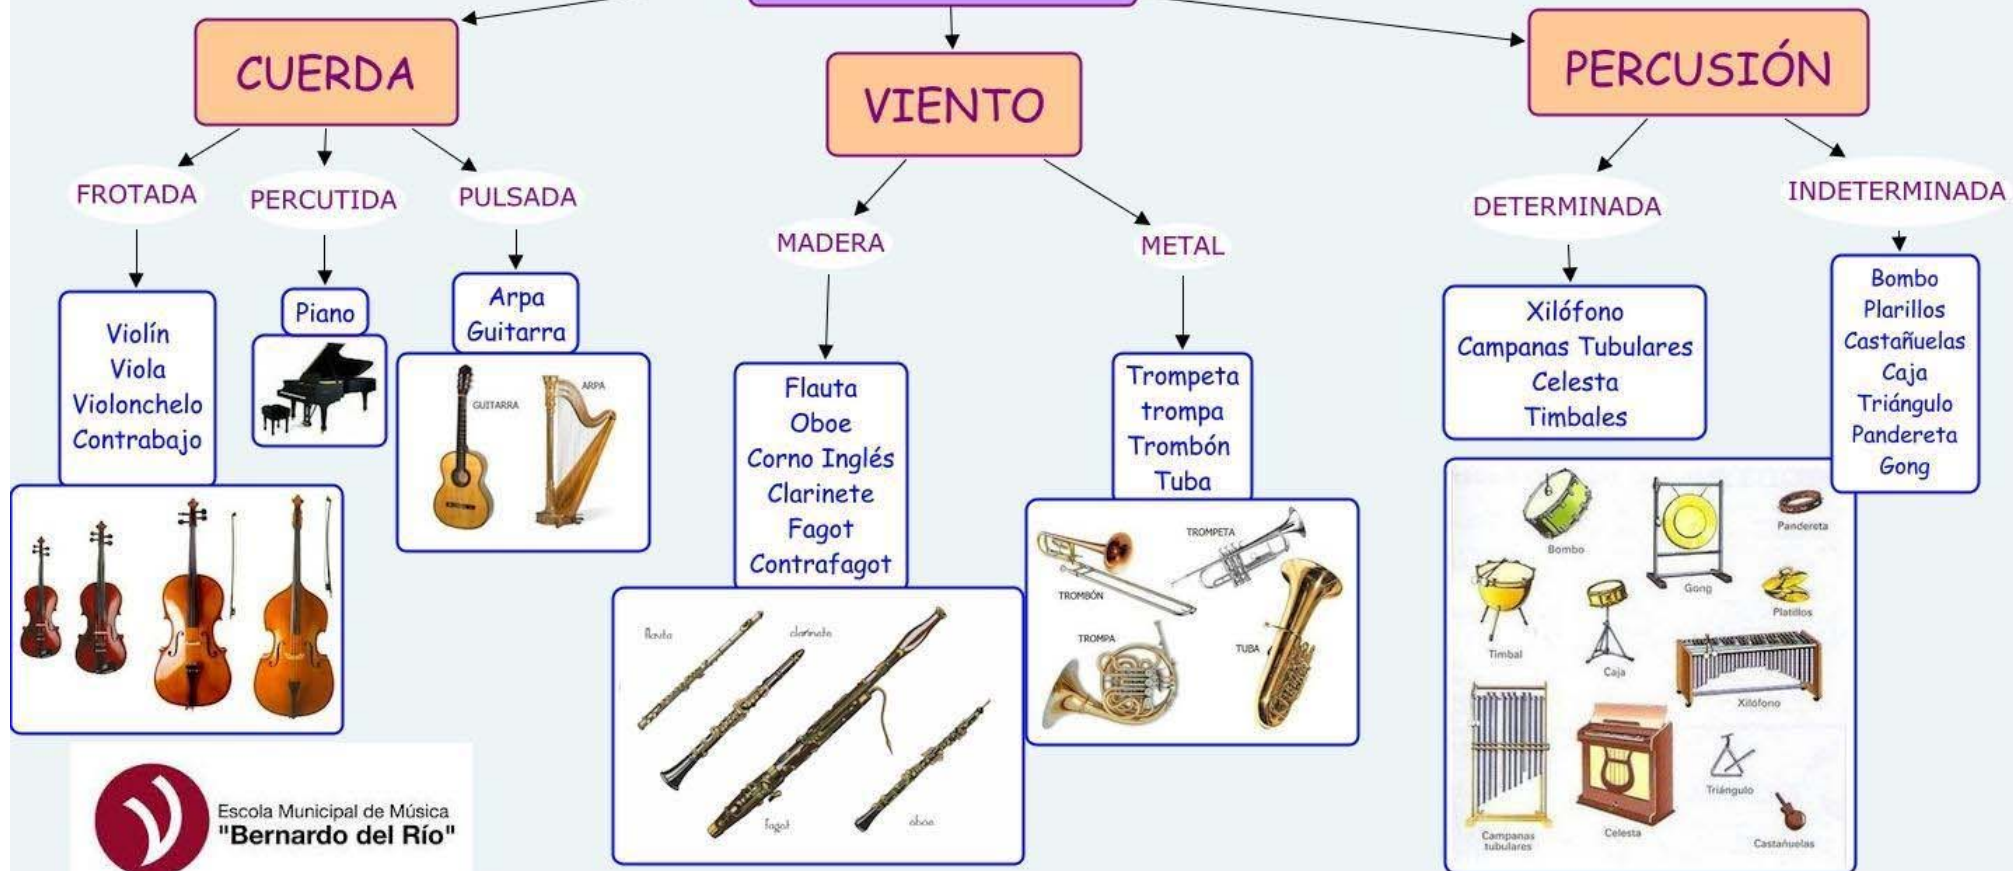 CUERDA
VIENTO
PERCUSIÓN
FROTADA
PERCUTIDA
PULSADA
MADERA
METAL
DETERMINADA
INDETERMINADA
Violín
Viola
Violonchelo
Contrabajo
Piano
Arpa
Guitarra
GUITARRA
ARPA
Flauta
Oboe
Corno Inglés
Clarinete
Fagot
Contrafagot
flauta
clarinete
fagot
oboe
Trompeta
trompa
Trombón
Tuba
TROMPETA
TROMBÓN
TROMPA
TUBA
Xilófono
Campanas Tubulares
Celesta
Timbales
Bombo
Plarillos
Castañuelas
Caja
Triángulo
Pandereta
Gong
Bombo
Gong
Pandereta
Platillos
Timbal
Caja
Xilófono
Campanas
tubulares
Celesta
Triángulo
Castañuelas
Escola Municipal de Música
"Bernardo del Río"